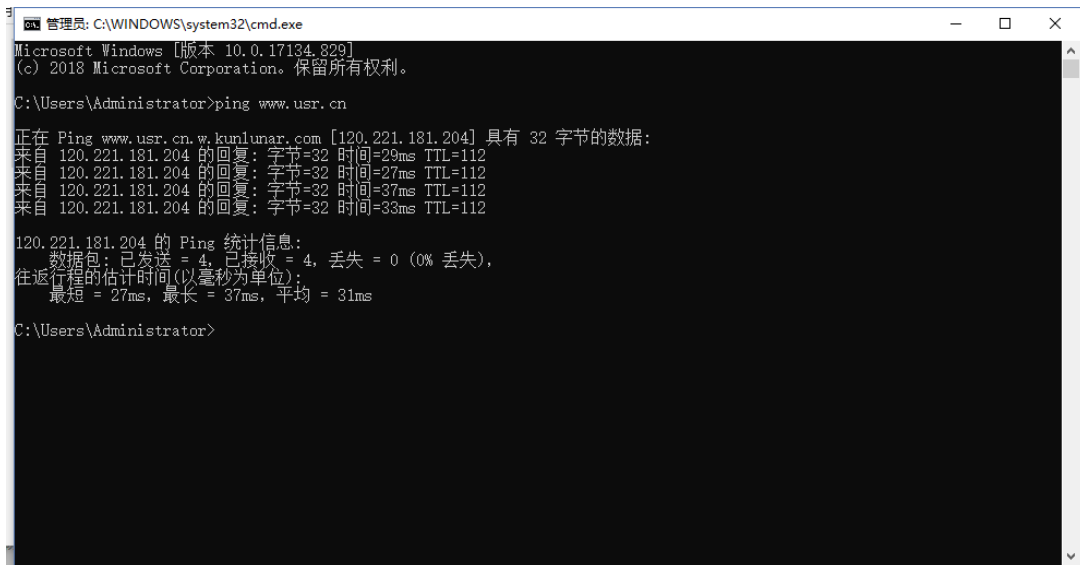 管理员: C:\WINDOWS\system32\cmd.exe
Microsoft Windows [版本 10.0.17134.829]
(c) 2018 Microsoft Corporation。保留所有权利。
C:\Users\Administrator>ping www.usr.cn
正在 Ping www.usr.cn.w.kunlunar.com [120.221.181.204] 具有 32 字节的数据:
来自 120.221.181.204 的回复: 字节=32 时间=29ms TTL=112
来自 120.221.181.204 的回复: 字节=32 时间=27ms TTL=112
来自 120.221.181.204 的回复: 字节=32 时间=37ms TTL=112
来自 120.221.181.204 的回复: 字节=32 时间=33ms TTL=112
120.221.181.204 的 Ping 统计信息:
数据包: 已发送 = 4，已接收 = 4，丢失 = 0 (0% 丢失)，
往返行程的估计时间(以毫秒为单位):
最短 = 27ms，最长 = 37ms，平均 = 31ms
C:\Users\Administrator>